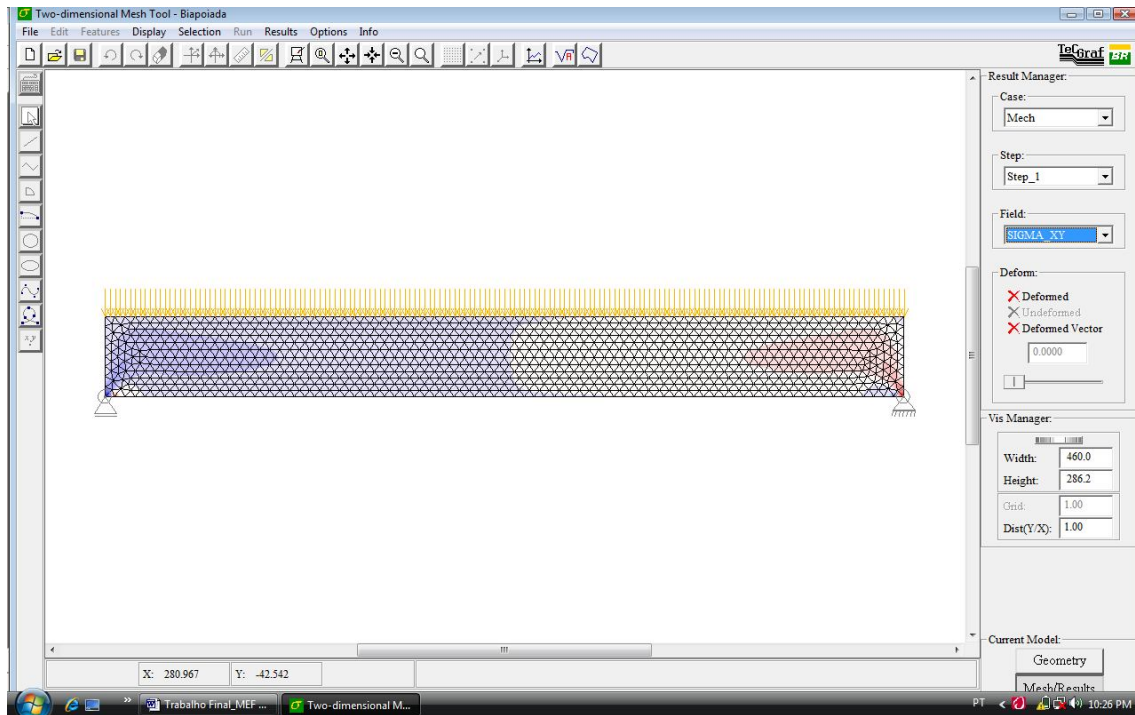 Two-dimensional Mesh Tool - Biapoiada
File Edit Features Display Selection Run Results Options Info
TeCGraf BR
Result Manager:
Case:
Mech
Step:
Step_1
Field:
SIGMA_XY
Deform:
Deformed
Undeformed
Deformed Vector
0.0000
Vis Manager:
Width: 460.0
Height: 286.2
Grid: 1.00
Dist(Y/X): 1.00
Current Model:
Geometry
Mesh/Results
X: 280.967 Y: -42.542
Trabalho Final_MEF ... Two-dimensional M... PT 10:26 PM